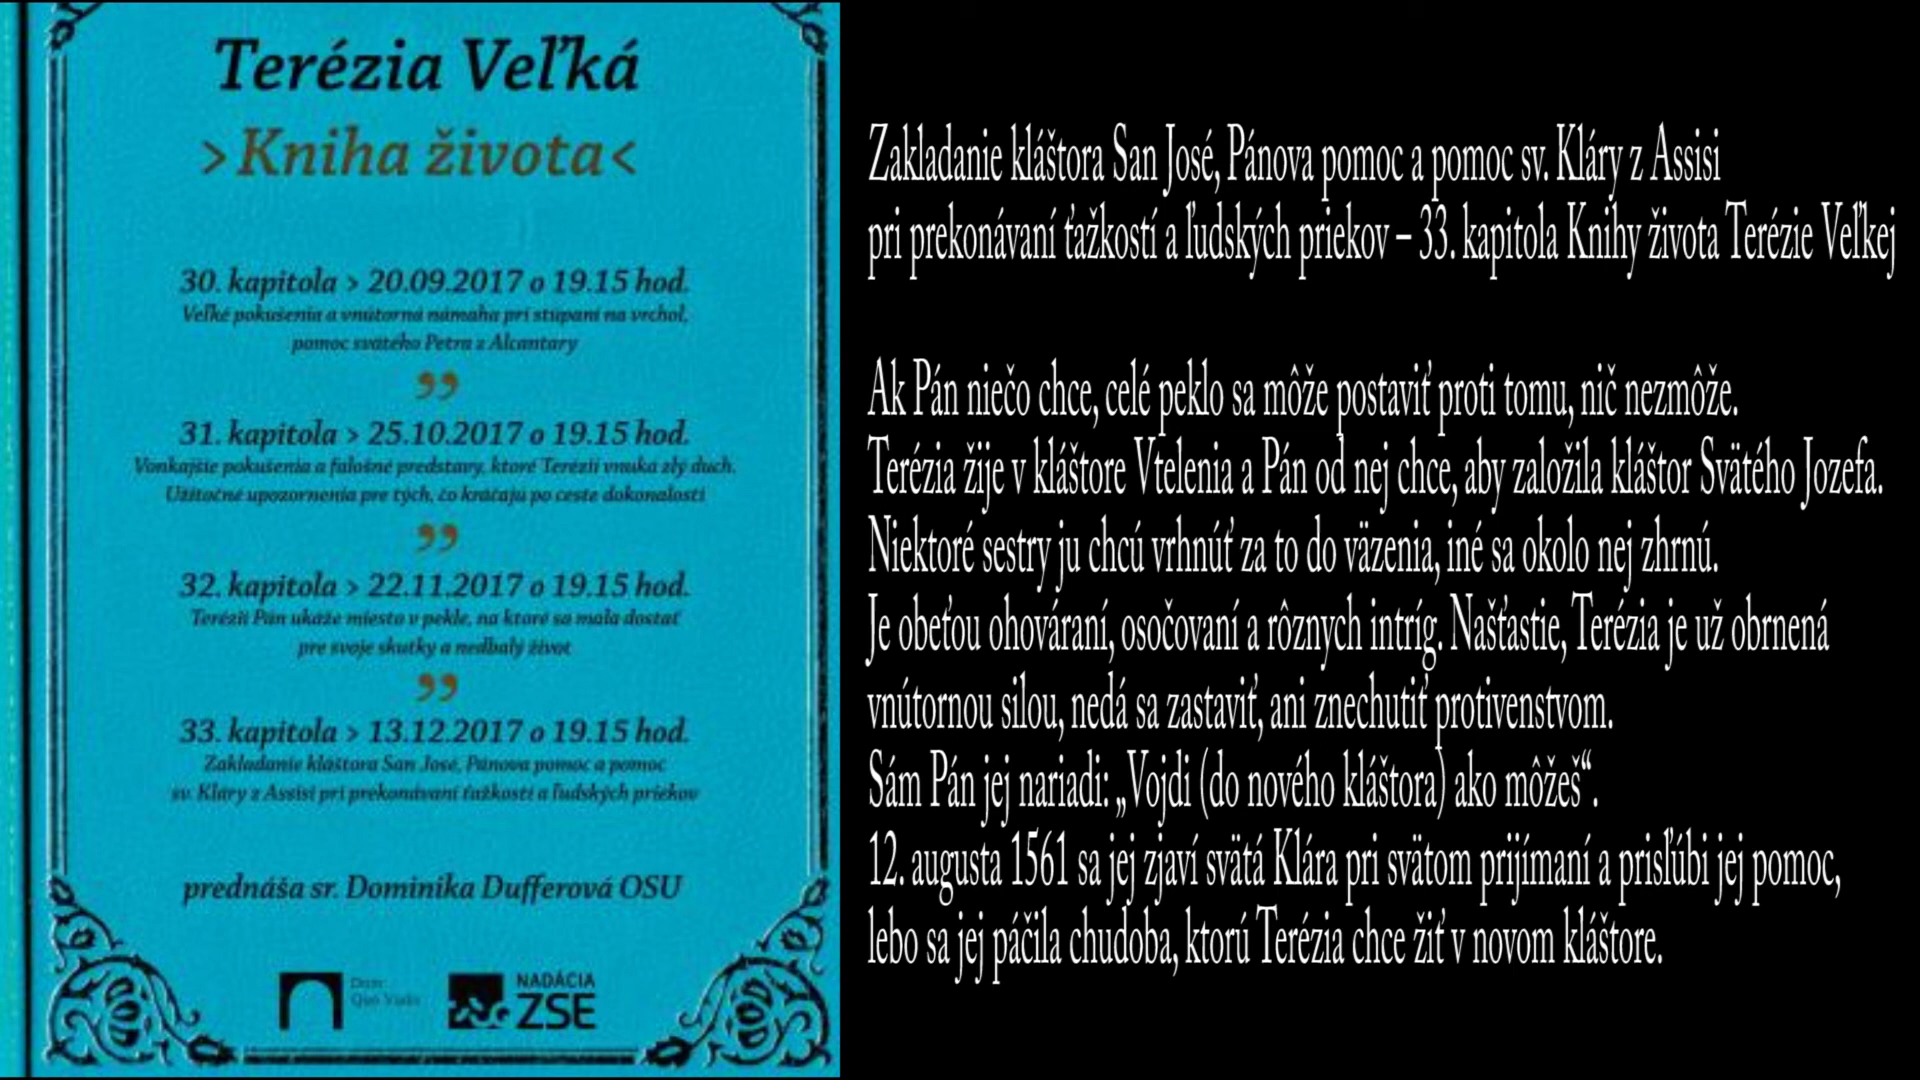 Terézia Veľká
>Kniha života<
30. kapitola > 20.09.2017 o 19.15 hod.
Veľké pokušenia a vnútorná námaha pri stúpaní na vrchol,
pomoc svätého Petra z Alcantary
”
31. kapitola > 25.10.2017 o 19.15 hod.
Vonkajšie pokušenia a falošné predstavy, ktoré Terézii vnuká zlý duch.
Užitočné upozornenia pre tých, čo kráčajú po ceste dokonalosti
”
32. kapitola > 22.11.2017 o 19.15 hod.
Terézii Pán ukáže miesto v pekle, na ktoré sa mala dostať
pre svoje skutky a nedbalý život
”
33. kapitola > 13.12.2017 o 19.15 hod.
Zakladanie kláštora San José, Pánova pomoc a pomoc
sv. Kláry z Assisi pri prekonávaní ťažkostí a ľudských priekov
prednáša sr. Dominika Dufferová OSU
Dom
Quo Vadis
NADÁCIA
ZSE
Zakladanie kláštora San José, Pánova pomoc a pomoc sv. Kláry z Assisi
pri prekonávaní ťažkostí a ľudských priekov – 33. kapitola Knihy života Terézie Veľkej
Ak Pán niečo chce, celé peklo sa môže postaviť proti tomu, nič nezmôže.
Terézia žije v kláštore Vtelenia a Pán od nej chce, aby založila kláštor Svätého Jozefa.
Niektoré sestry ju chcú vrhnúť za to do väzenia, iné sa okolo nej zhrnú.
Je obeťou ohováraní, osočovaní a rôznych intríg. Našťastie, Terézia je už obrnená
vnútornou silou, nedá sa zastaviť, ani znechutiť protivenstvom.
Sám Pán jej nariadi: „Vojdi (do nového kláštora) ako môžeš“.
12. augusta 1561 sa jej zjaví svätá Klára pri svätom prijímaní a prisľúbi jej pomoc,
lebo sa jej páčila chudoba, ktorú Terézia chce žiť v novom kláštore.